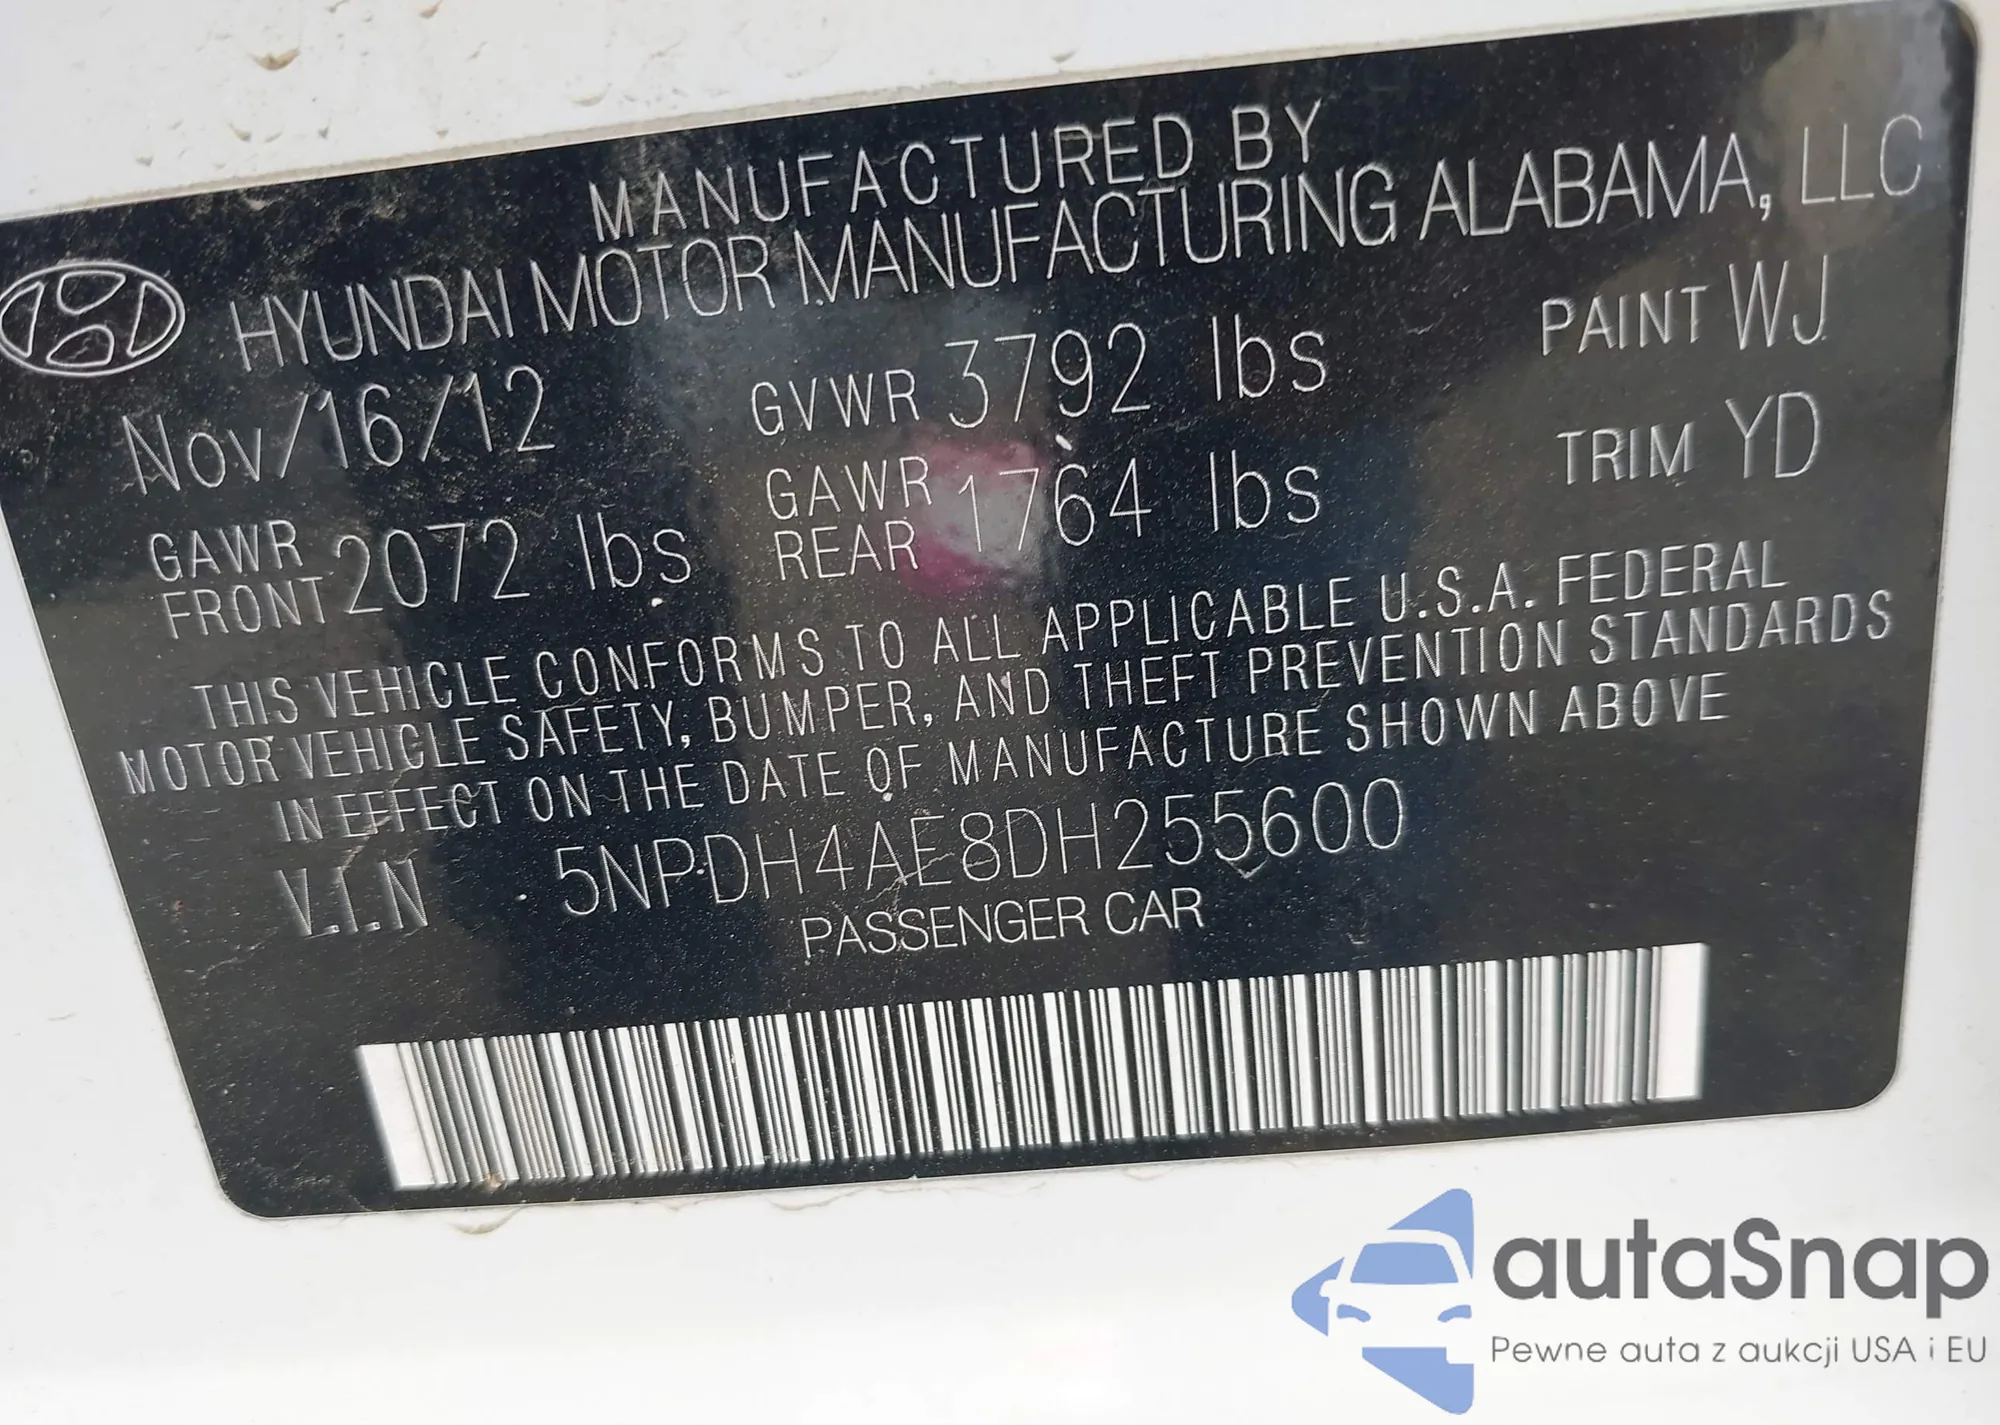 MANUFACTURED BY
HYUNDAI MOTOR MANUFACTURING ALABAMA, LLC
Nov/16/12 GVWR 3792 lbs PAINT WJ
GAWR FRONT 2072 lbs GAWR REAR 1764 lbs TRIM YD
THIS VEHICLE CONFORMS TO ALL APPLICABLE U.S.A. FEDERAL
MOTOR VEHICLE SAFETY, BUMPER, AND THEFT PREVENTION STANDARDS
IN EFFECT ON THE DATE OF MANUFACTURE SHOWN ABOVE
V.I.N 5NPDH4AE8DH255600
PASSENGER CAR
autaSnap
Pewne auta z aukcji USA i EU